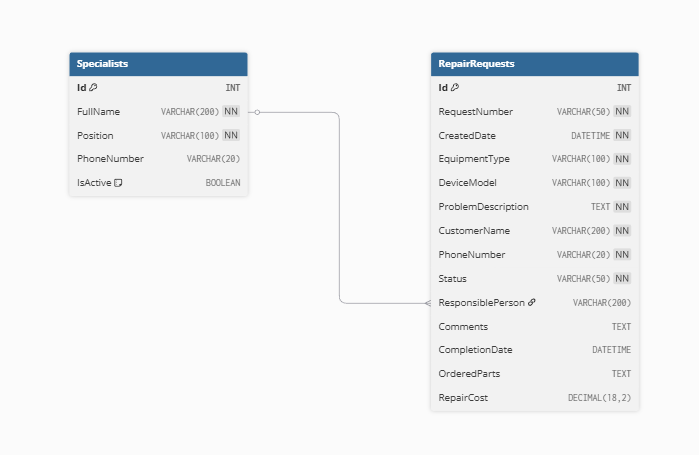 Specialists
Id INT
FullName VARCHAR(200) NN
Position VARCHAR(100) NN
PhoneNumber VARCHAR(20)
IsActive BOOLEAN
RepairRequests
Id INT
RequestNumber VARCHAR(50) NN
CreatedDate DATETIME NN
EquipmentType VARCHAR(100) NN
DeviceModel VARCHAR(100) NN
ProblemDescription TEXT NN
CustomerName VARCHAR(200) NN
PhoneNumber VARCHAR(20) NN
Status VARCHAR(50) NN
ResponsiblePerson VARCHAR(200)
Comments TEXT
CompletionDate DATETIME
OrderedParts TEXT
RepairCost DECIMAL(18,2)